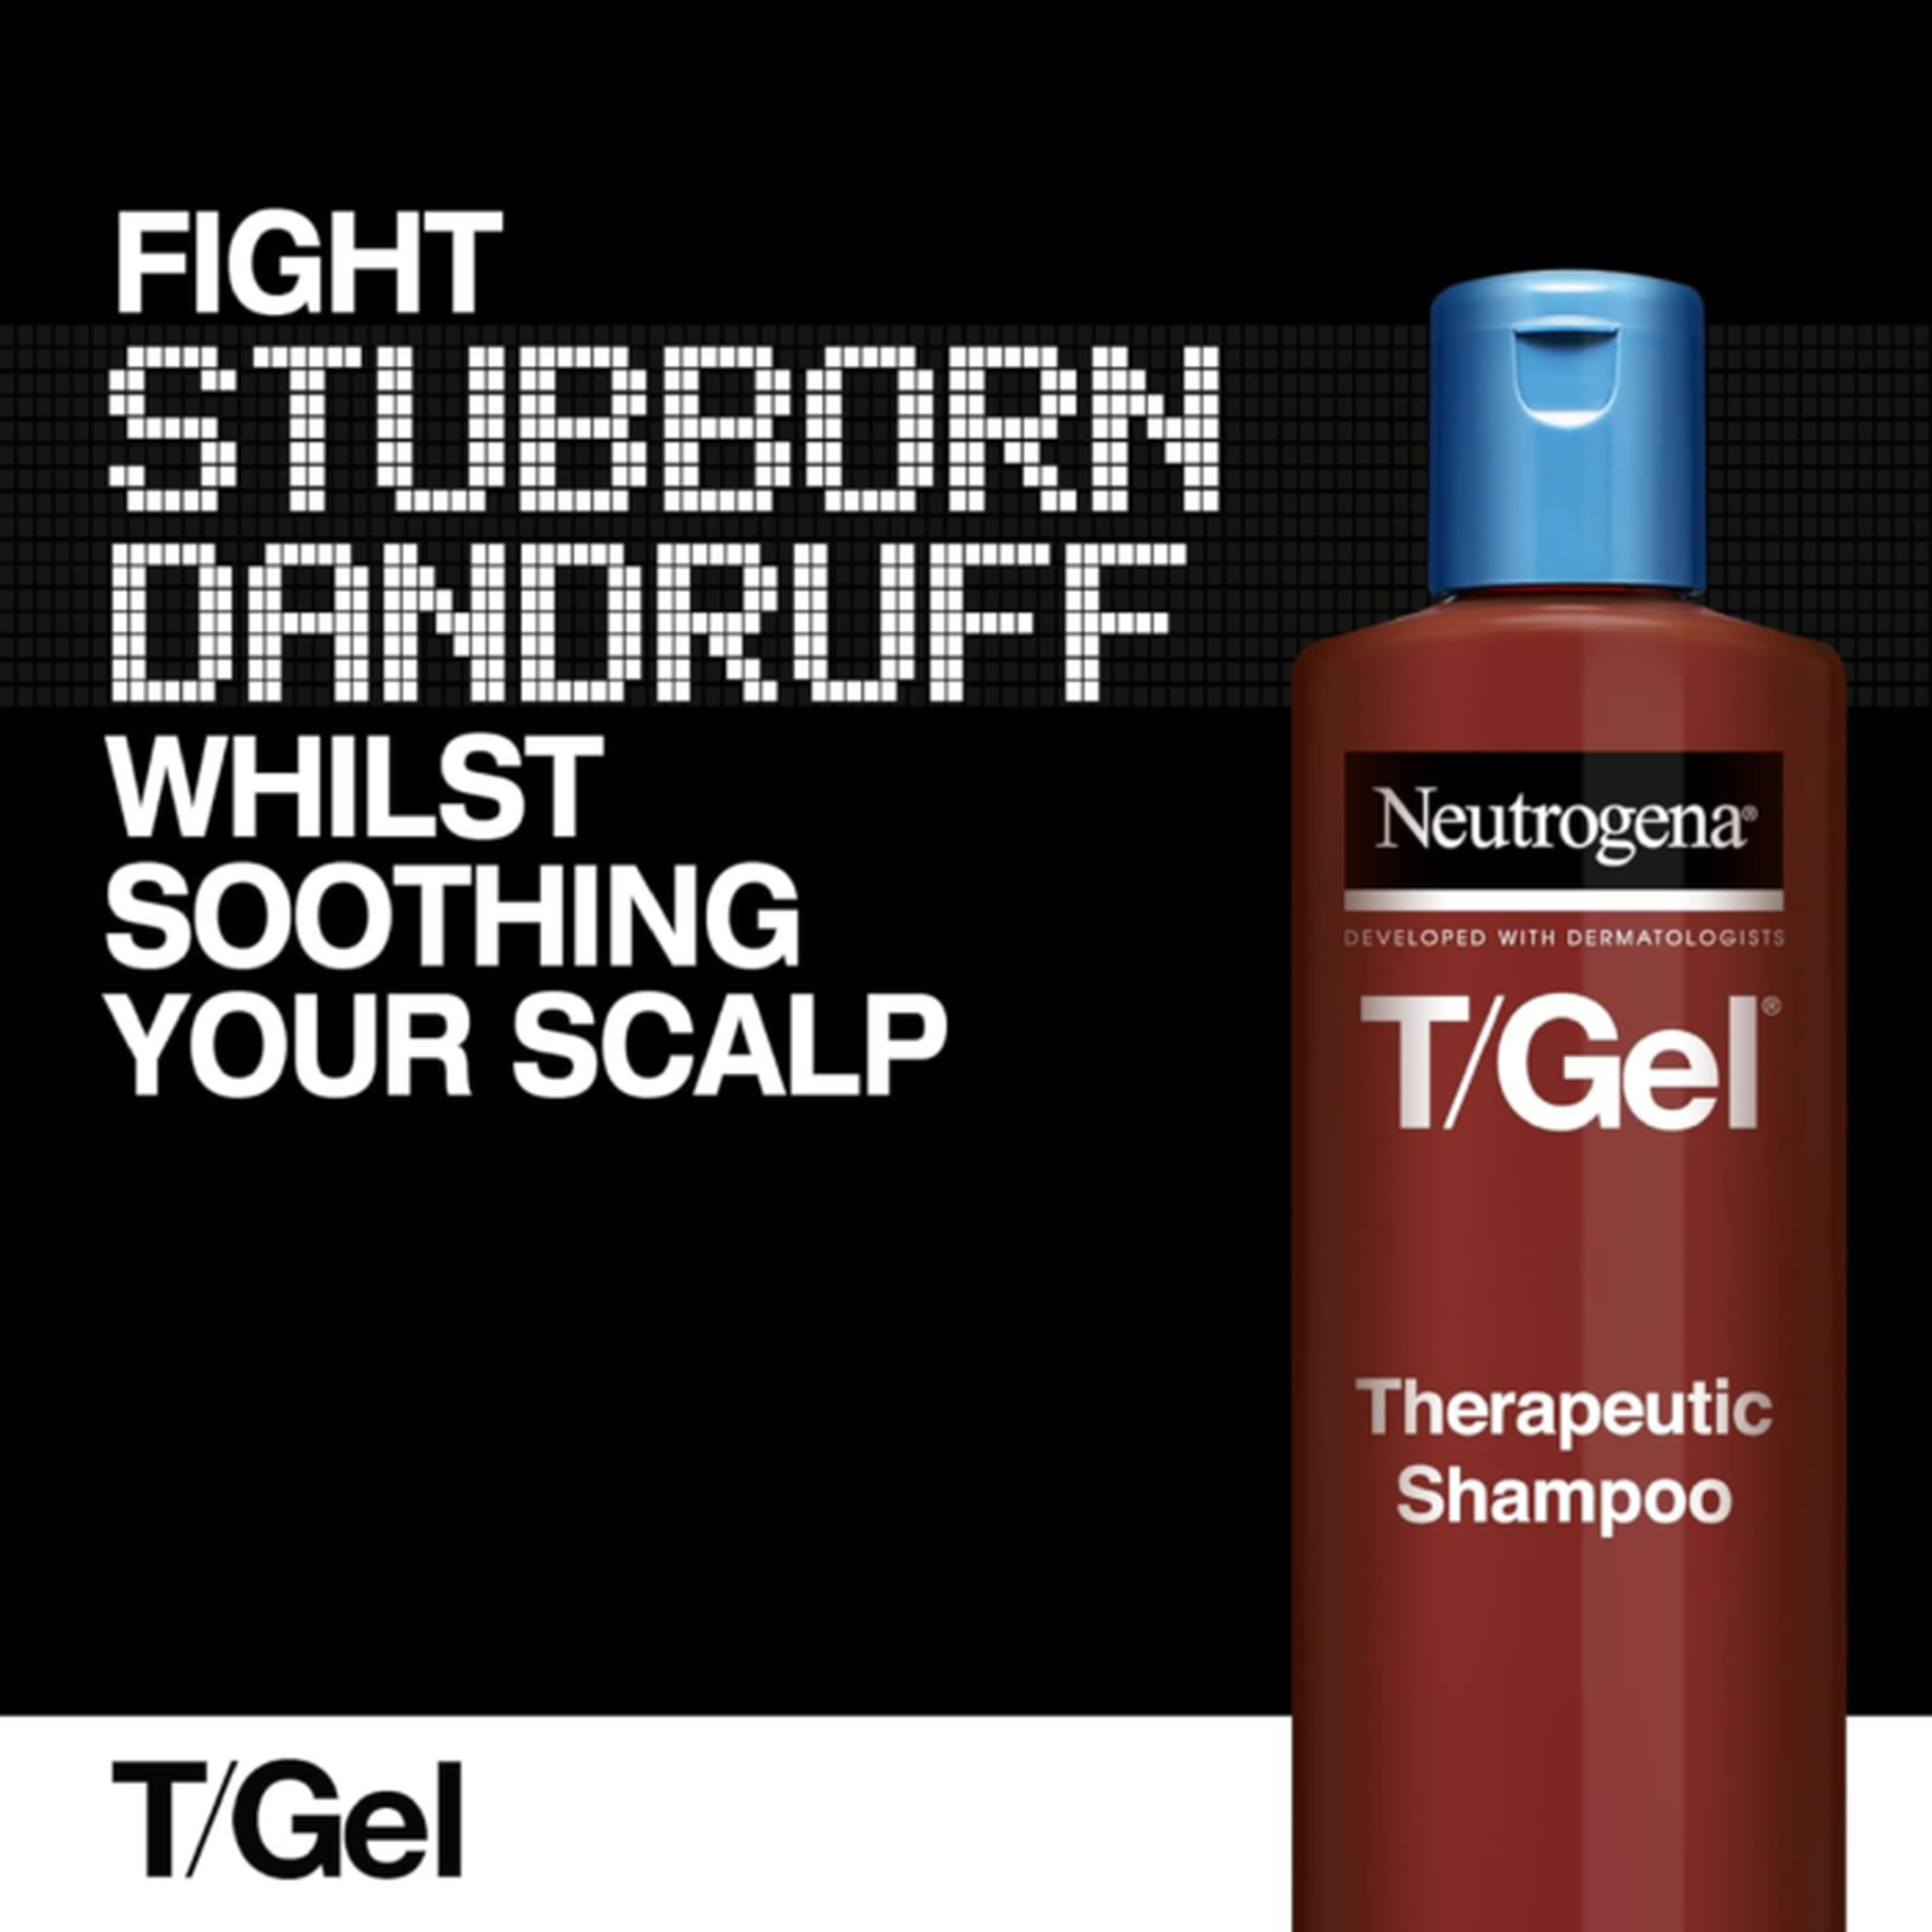 FIGHT
STUBBORN
DANDRUFF
WHILST
SOOTHING
YOUR SCALP
Neutrogena®
DEVELOPED WITH DERMATOLOGISTS
T/Gel®
Therapeutic
Shampoo
T/Gel